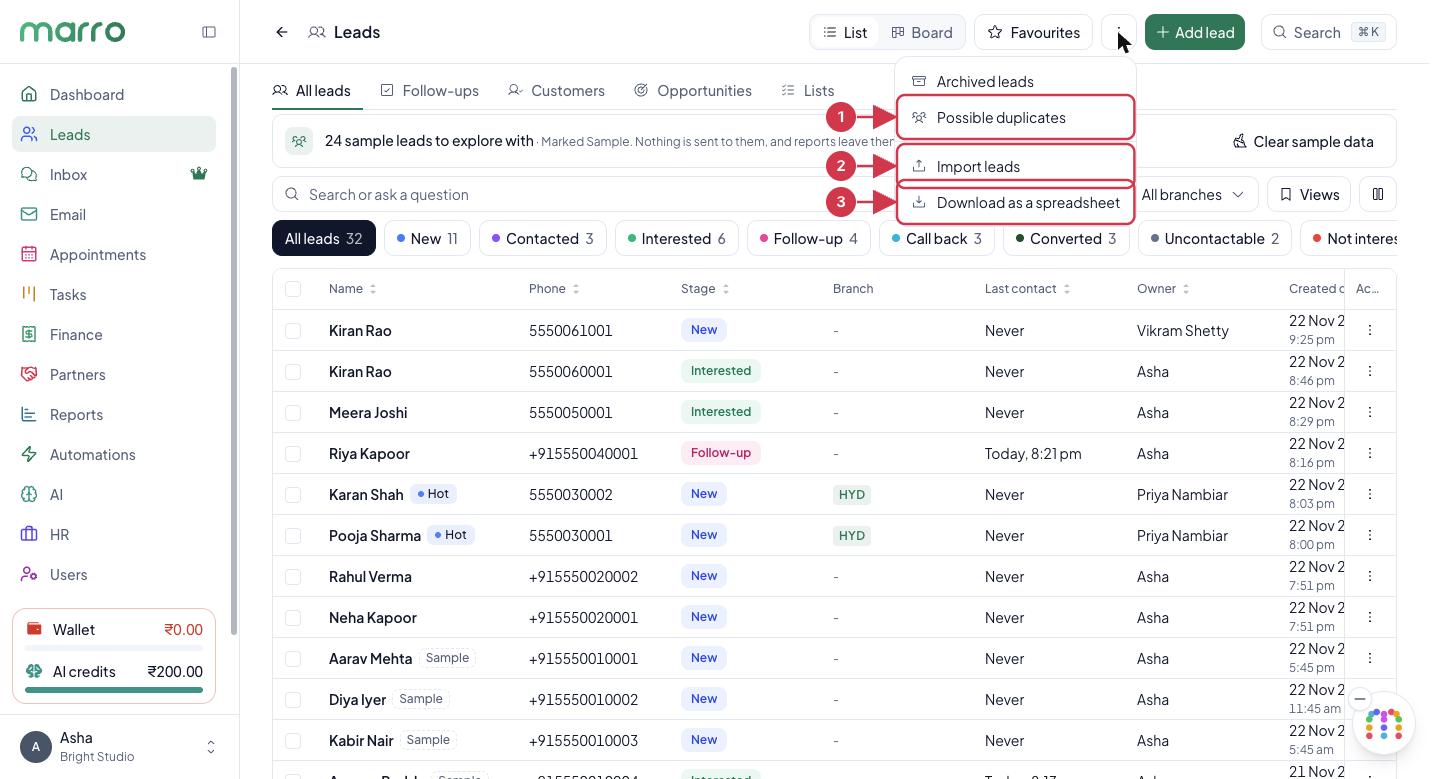 marro
Leads
List
Board
Favourites
Add lead
Search ⌘ K
Dashboard
Leads
Inbox
Email
Appointments
Tasks
Finance
Partners
Reports
Automations
AI
HR
Users
Wallet ₹0.00
AI credits ₹200.00
A
Asha
Bright Studio
All leads
Follow-ups
Customers
Opportunities
Lists
Archived leads
1
Possible duplicates
2
Import leads
3
Download as a spreadsheet
24 sample leads to explore with · Marked Sample. Nothing is sent to them, and reports leave
Clear sample data
Search or ask a question
All branches
Views
All leads 32
New 11
Contacted 3
Interested 6
Follow-up 4
Call back 3
Converted 3
Uncontactable 2
Not
Name Phone Stage Branch Last contact Owner Created Ac...
Kiran Rao 5550061001 New - Never Vikram Shetty 22 Nov 2
9:25 pm
Kiran Rao 5550060001 Interested - Never Asha 22 Nov 2
8:46 pm
Meera Joshi 5550050001 Interested - Never Asha 22 Nov 2
8:29 pm
Riya Kapoor +915550040001 Follow-up - Today, 8:21 pm Asha 22 Nov 2
8:16 pm
Karan Shah Hot 5550030002 New HYD Never Priya Nambiar 22 Nov 2
8:03 pm
Pooja Sharma Hot 5550030001 New HYD Never Priya Nambiar 22 Nov 2
8:00 pm
Rahul Verma +915550020002 New - Never Asha 22 Nov 2
7:51 pm
Neha Kapoor +915550020001 New - Never Asha 22 Nov 2
7:51 pm
Aarav Mehta Sample +915550010001 New - Never Asha 22 Nov 2
5:45 pm
Diya Iyer Sample +915550010002 New - Never Asha 22 Nov 2
11:45 am
Kabir Nair Sample +915550010003 New - Never Asha 22 Nov 2
5:45 am
21 Nov 2